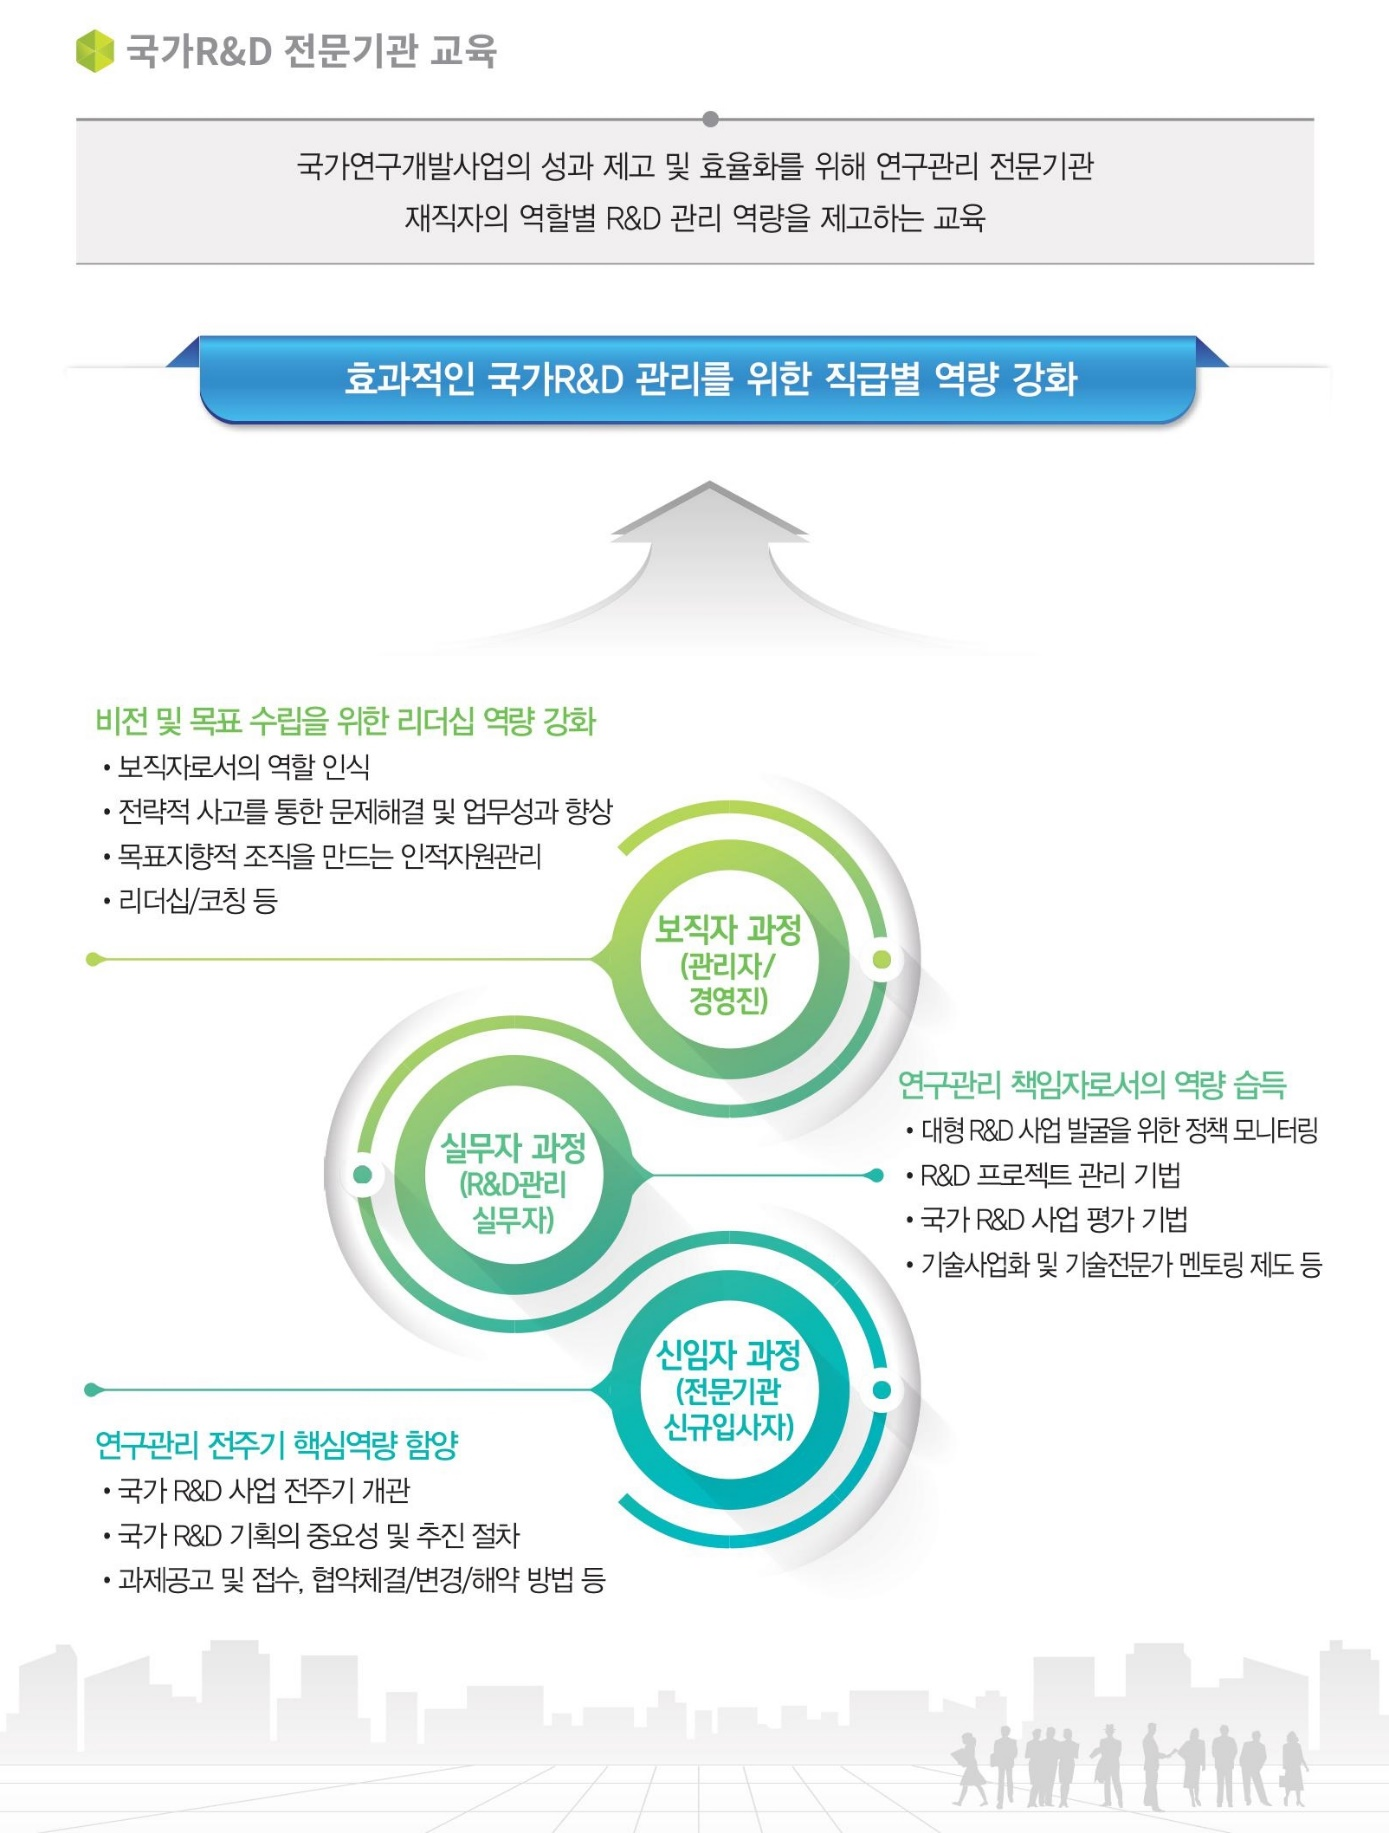 국가R&D 전문기관 교육
국가연구개발사업의 성과 제고 및 효율화를 위해 연구관리 전문기관
재직자의 역할별 R&D 관리 역량을 제고하는 교육
효과적인 국가R&D 관리를 위한 직급별 역량 강화
비전 및 목표 수립을 위한 리더십 역량 강화
• 보직자로서의 역할 인식
• 전략적 사고를 통한 문제해결 및 업무성과 향상
• 목표지향적 조직을 만드는 인적자원관리
• 리더십/코칭 등
보직자 과정
(관리자/
경영진)
연구관리 책임자로서의 역량 습득
• 대형 R&D 사업 발굴을 위한 정책 모니터링
• R&D 프로젝트 관리 기법
• 국가 R&D 사업 평가 기법
• 기술사업화 및 기술전문가 멘토링 제도 등
실무자 과정
(R&D관리
실무자)
신임자 과정
(전문기관
신규입사자)
연구관리 전주기 핵심역량 함양
• 국가 R&D 사업 전주기 개관
• 국가 R&D 기획의 중요성 및 추진 절차
• 과제공고 및 접수, 협약체결/변경/해약 방법 등